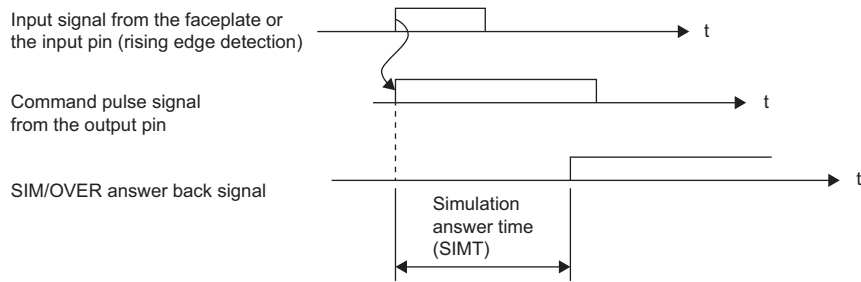 Input signal from the faceplate or
the input pin (rising edge detection)
t
Command pulse signal
from the output pin
t
SIM/OVER answer back signal
t
Simulation
answer time
(SIMT)